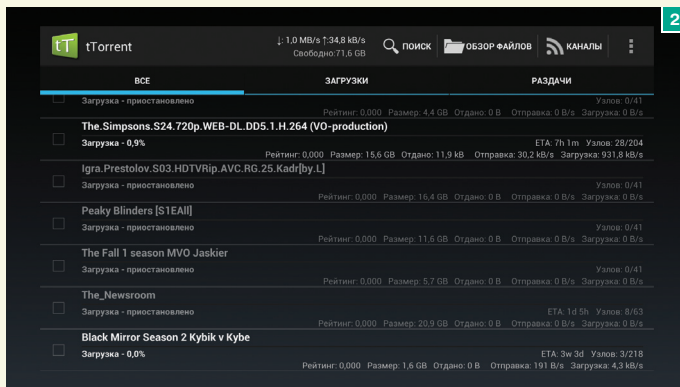 2
tT tTorrent
↓: 1,0 MB/s ↑:34,8 kB/s
Свободно:71,6 GB
ПОИСК
ОБЗОР ФАЙЛОВ
КАНАЛЫ
ВСЕ ЗАГРУЗКИ РАЗДАЧИ
Загрузка - приостановлено Узлов: 0/41
Рейтинг: 0,000 Размер: 4,4 GB Отдано: 0 B Отправка: 0 B/s Загрузка: 0 B/s
The.Simpsons.S24.720p.WEB-DL.DD5.1.H.264 (VO-production)
Загрузка - 0,9% ETA: 7h 1m Узлов: 28/204
Рейтинг: 0,000 Размер: 15,6 GB Отдано: 11,9 kB Отправка: 30,2 kB/s Загрузка: 931,8 kB/s
Igra.Prestolov.S03.HDTVRip.AVC.RG.25.Kadr[by.L]
Загрузка - приостановлено Узлов: 0/41
Рейтинг: 0,000 Размер: 16,4 GB Отдано: 0 B Отправка: 0 B/s Загрузка: 0 B/s
Peaky Blinders [S1EAll]
Загрузка - приостановлено Узлов: 0/41
Рейтинг: 0,000 Размер: 11,6 GB Отдано: 0 B Отправка: 0 B/s Загрузка: 0 B/s
The Fall 1 season MVO Jaskier
Загрузка - приостановлено Узлов: 0/41
Рейтинг: 0,000 Размер: 5,7 GB Отдано: 0 B Отправка: 0 B/s Загрузка: 0 B/s
The_Newsroom
Загрузка - приостановлено ETA: 1d 5h Узлов: 8/63
Рейтинг: 0,000 Размер: 20,9 GB Отдано: 0 B Отправка: 0 B/s Загрузка: 0 B/s
Black Mirror Season 2 Kybik v Kybe
Загрузка - 0,0% ETA: 3w 3d Узлов: 3/218
Рейтинг: 0,000 Размер: 1,6 GB Отдано: 0 B Отправка: 191 B/s Загрузка: 4,3 kB/s